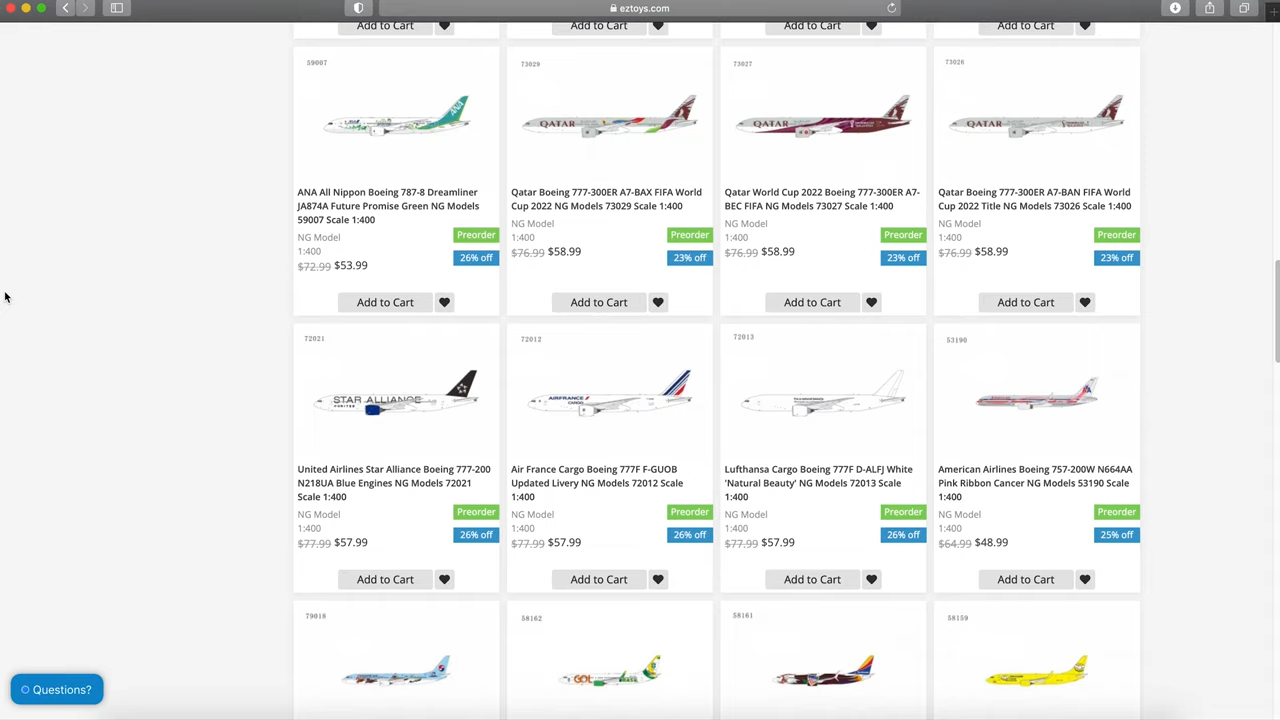 eztoys.com
Add to Cart
Add to Cart
Add to Cart
Add to Cart
59007
ANA
ANA All Nippon Boeing 787-8 Dreamliner
JA874A Future Promise Green NG Models
59007 Scale 1:400
NG Model
1:400
$72.99 $53.99
Preorder
26% off
Add to Cart
73029
QATAR
Qatar Boeing 777-300ER A7-BAX FIFA World
Cup 2022 NG Models 73029 Scale 1:400
NG Model
1:400
$76.99 $58.99
Preorder
23% off
Add to Cart
73027
QATAR
Qatar World Cup 2022 Boeing 777-300ER A7-
BEC FIFA NG Models 73027 Scale 1:400
NG Model
1:400
$76.99 $58.99
Preorder
23% off
Add to Cart
73026
QATAR
Qatar Boeing 777-300ER A7-BAN FIFA World
Cup 2022 Title NG Models 73026 Scale 1:400
NG Model
1:400
$76.99 $58.99
Preorder
23% off
Add to Cart
72021
STAR ALLIANCE
United Airlines Star Alliance Boeing 777-200
N218UA Blue Engines NG Models 72021
Scale 1:400
NG Model
1:400
$77.99 $57.99
Preorder
26% off
Add to Cart
72012
AIRFRANCE
CARGO
Air France Cargo Boeing 777F F-GUOB
Updated Livery NG Models 72012 Scale
1:400
NG Model
1:400
$77.99 $57.99
Preorder
26% off
Add to Cart
72013
Lufthansa Cargo Boeing 777F D-ALFJ White
'Natural Beauty' NG Models 72013 Scale
1:400
NG Model
1:400
$77.99 $57.99
Preorder
26% off
Add to Cart
53190
American Airlines Boeing 757-200W N664AA
Pink Ribbon Cancer NG Models 53190 Scale
1:400
NG Model
1:400
$64.99 $48.99
Preorder
25% off
Add to Cart
79018
58162
GOL
58161
58159
Questions?